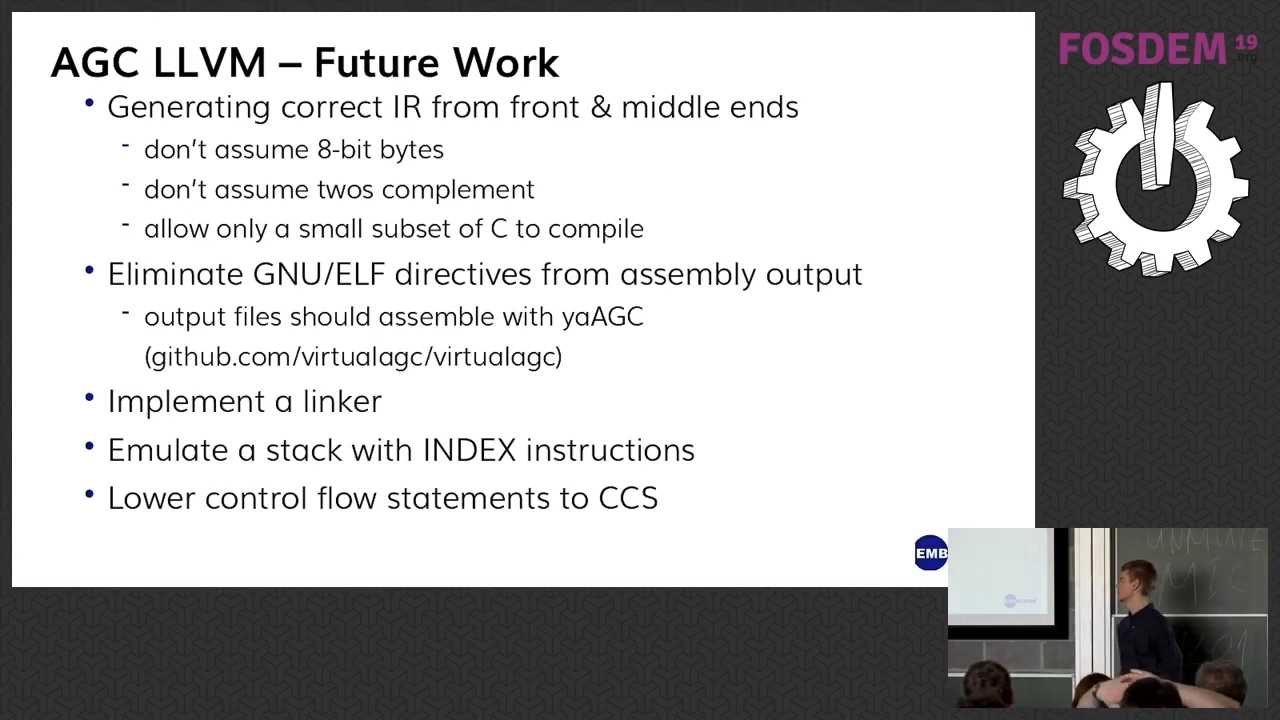 AGC LLVM – Future Work
• Generating correct IR from front & middle ends
- don't assume 8-bit bytes
- don't assume twos complement
- allow only a small subset of C to compile
• Eliminate GNU/ELF directives from assembly output
- output files should assemble with yaAGC
(github.com/virtualagc/virtualagc)
• Implement a linker
• Emulate a stack with INDEX instructions
• Lower control flow statements to CCS
EMB
FOSDEM 19
.org
UNMUTE
MIC